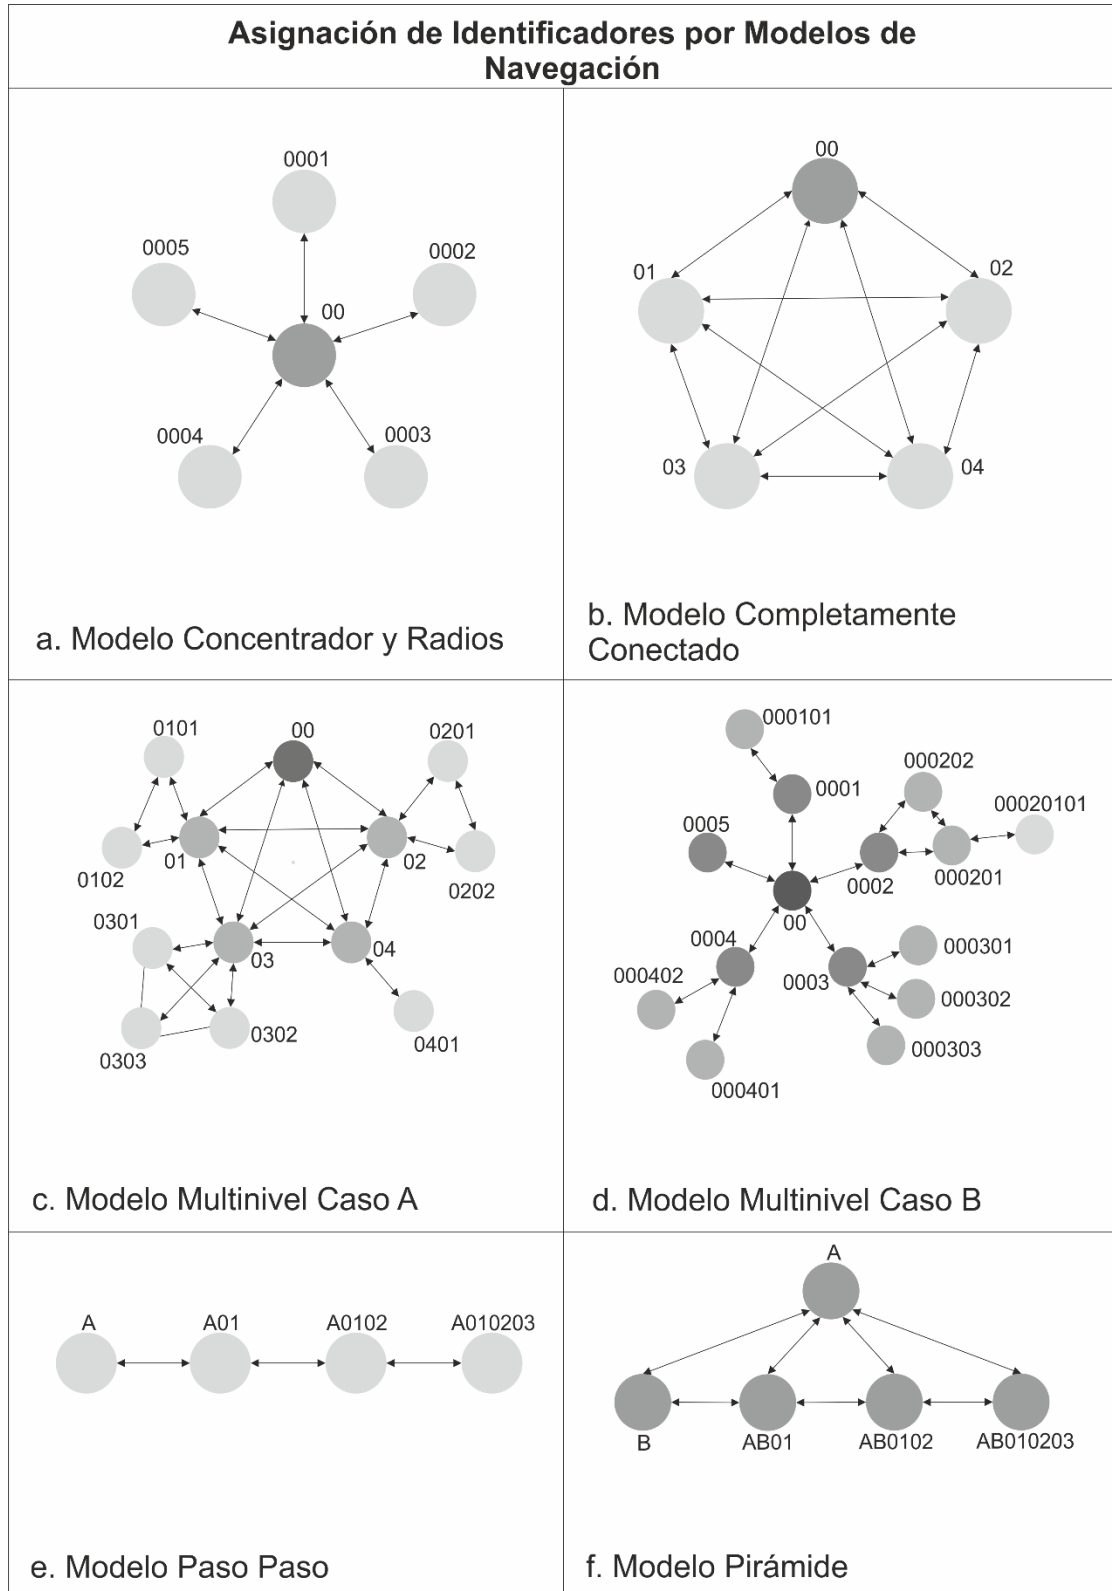 Asignación de Identificadores por Modelos de
Navegación
0001
0005
0002
00
0004
0003
a. Modelo Concentrador y Radios
00
01
02
03
04
b. Modelo Completamente
Conectado
0101
00
0201
01
02
0102
0202
0301
03
04
0303
0302
0401
c. Modelo Multinivel Caso A
000101
000202
0001
00020101
0005
0002
000201
00
0004
000301
000402
0003
000302
000303
000401
d. Modelo Multinivel Caso B
A
A01
A0102
A010203
e. Modelo Paso Paso
A
B
AB01
AB0102
AB010203
f. Modelo Pirámide